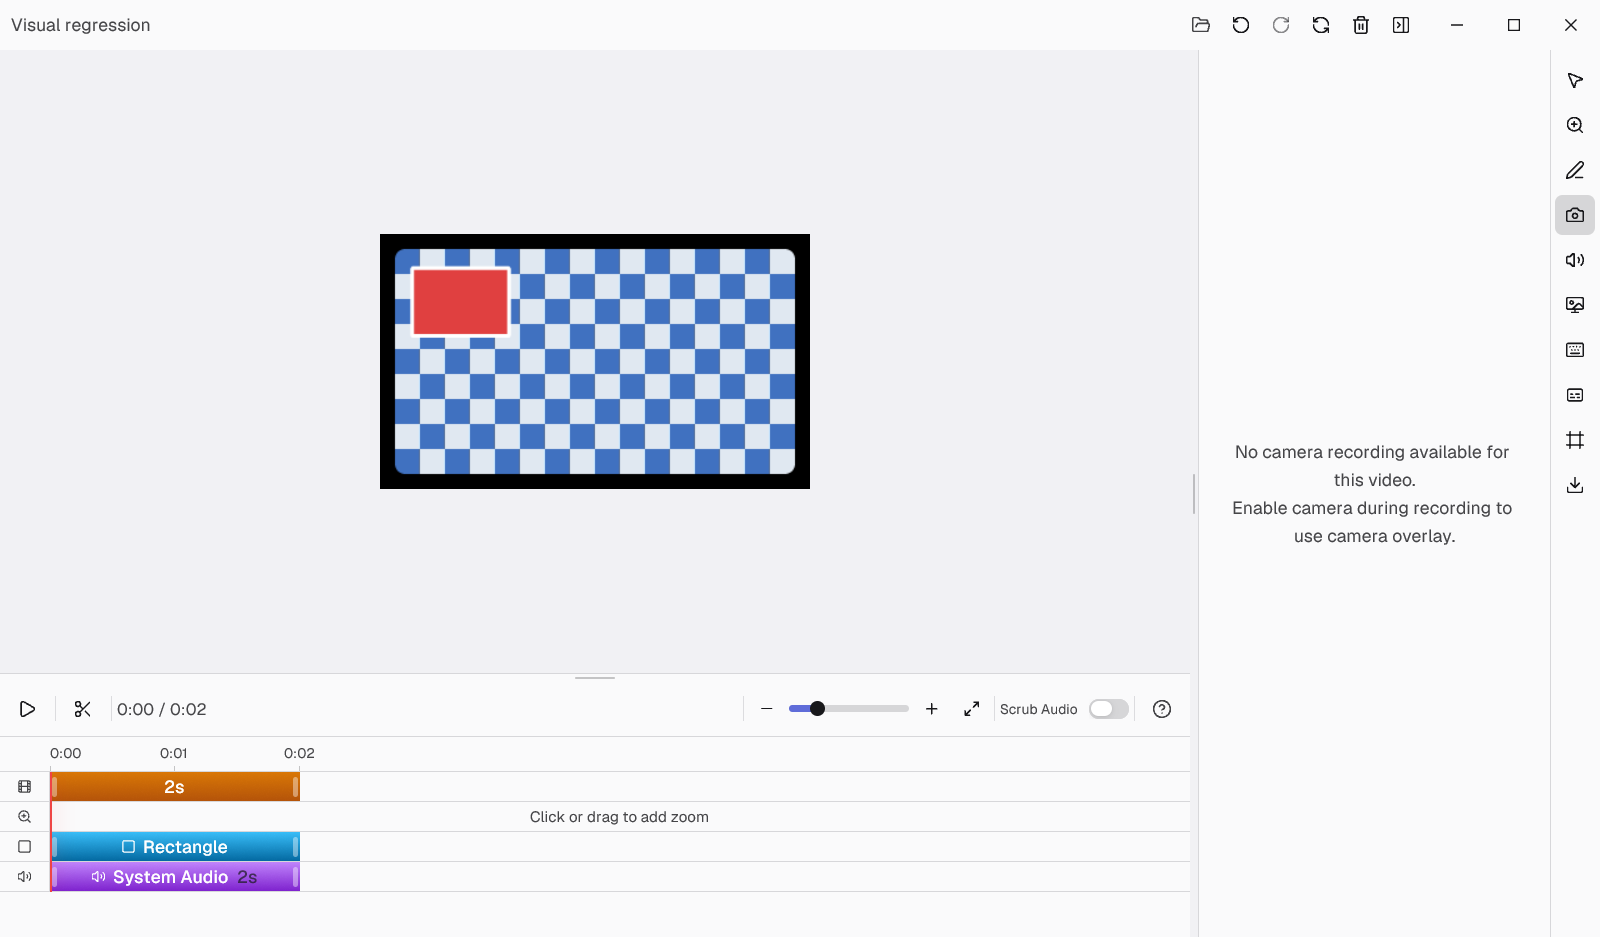 Visual regression
No camera recording available for
this video.
Enable camera during recording to
use camera overlay.
0:00 / 0:02
Scrub Audio
0:00 0:01 0:02
2s
Click or drag to add zoom
Rectangle
System Audio 2s